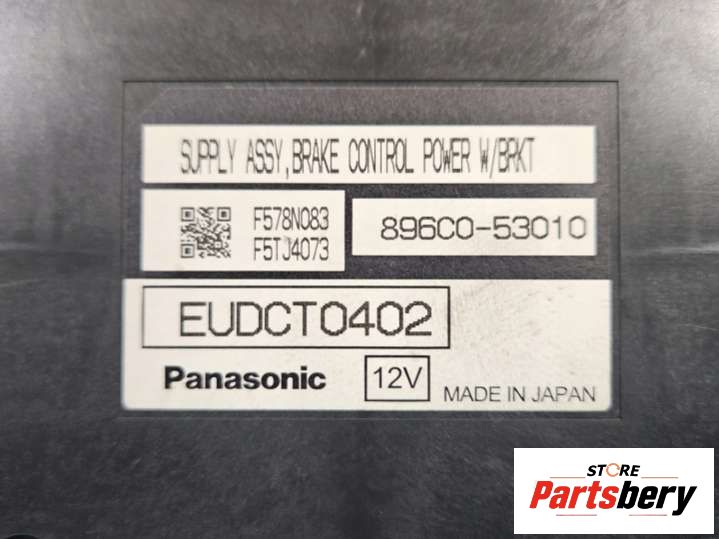 SUPPLY ASSY,BRAKE CONTROL POWER W/BRKT
F578N083
F5TJ4073
896C0-53010
EUDCT0402
Panasonic
12V
MADE IN JAPAN
STORE
Partsbery